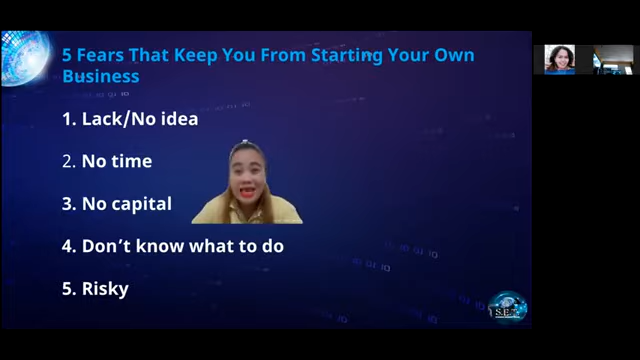 5 Fears That Keep You From Starting Your Own
Business
1. Lack/No idea
2. No time
3. No capital
4. Don't know what to do
5. Risky